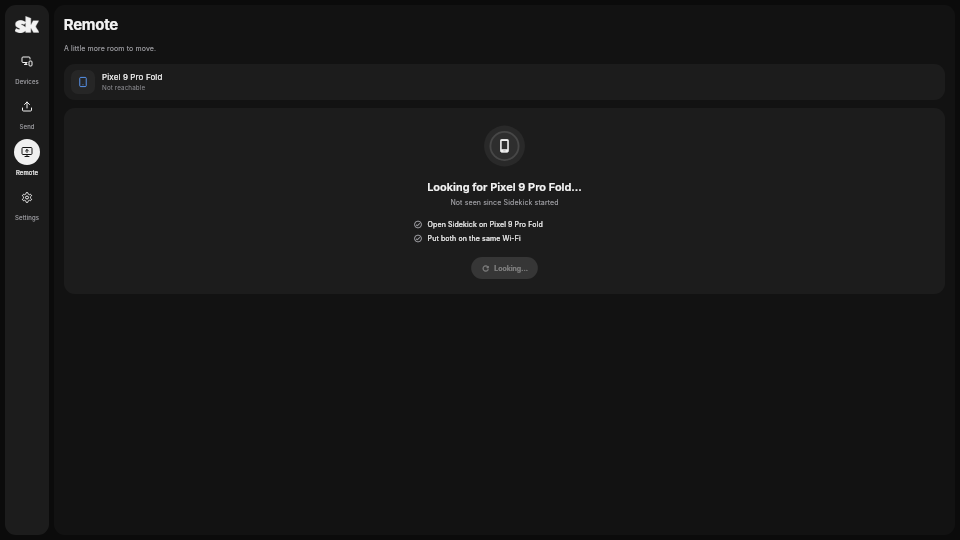 sk
Remote
A little more room to move.
Devices
Pixel 9 Pro Fold
Not reachable
Send
Remote
Settings
Looking for Pixel 9 Pro Fold...
Not seen since Sidekick started
Open Sidekick on Pixel 9 Pro Fold
Put both on the same Wi-Fi
Looking...